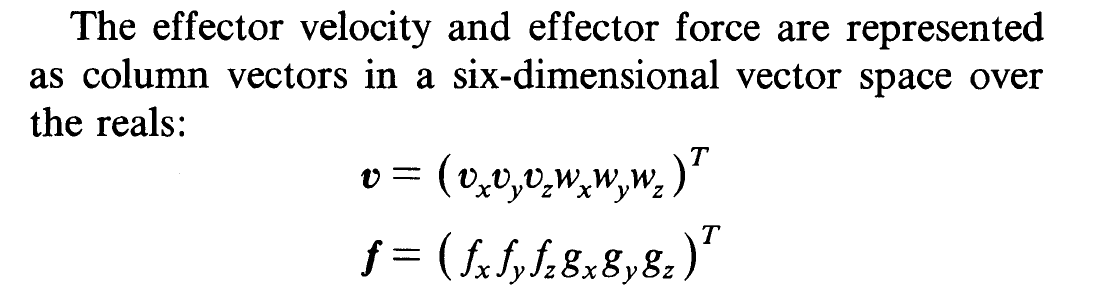 The effector velocity and effector force are represented
as column vectors in a six-dimensional vector space over
the reals:
v = (v_x v_y v_z w_x w_y w_z)^T
f = (f_x f_y f_z g_x g_y g_z)^T